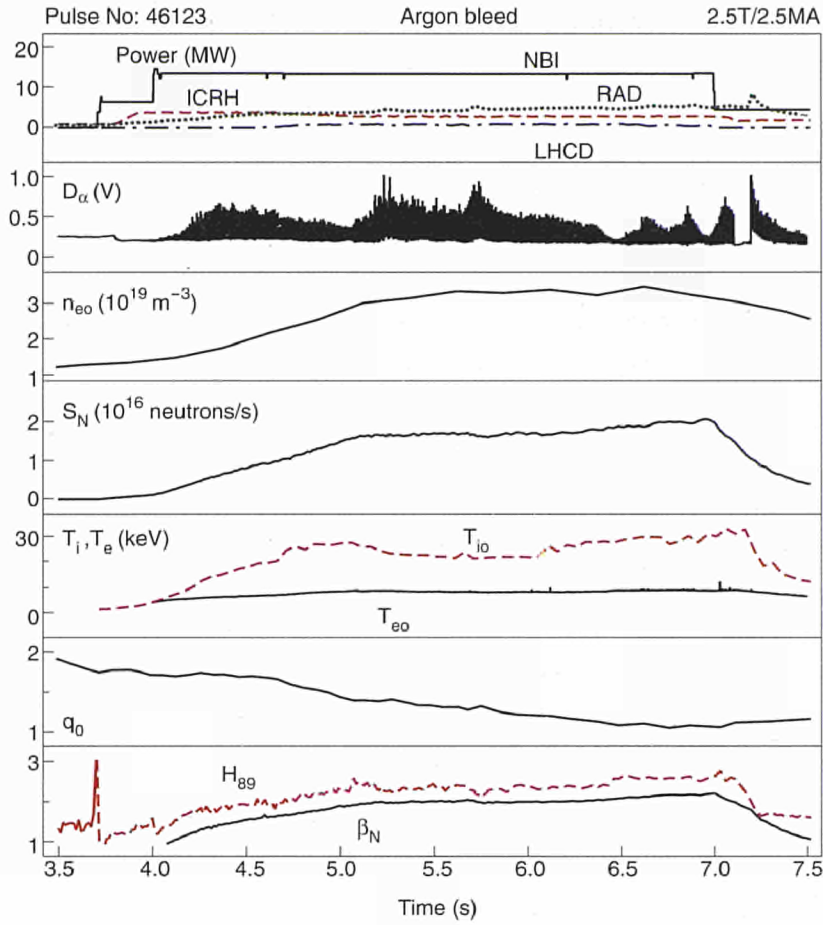 Pulse No: 46123 Argon bleed 2.5T/2.5MA
20
Power (MW) NBI
10
ICRH RAD
0
LHCD
1.0
Dα (V)
0.5
0
3
neo (10^19 m^−3)
2
1
SN (10^16 neutrons/s)
2
1
0
30
Ti ,Te (keV) Tio
0
Teo
2
q0
1
3
H89
βN
1
3.5 4.0 4.5 5.0 5.5 6.0 6.5 7.0 7.5
Time (s)